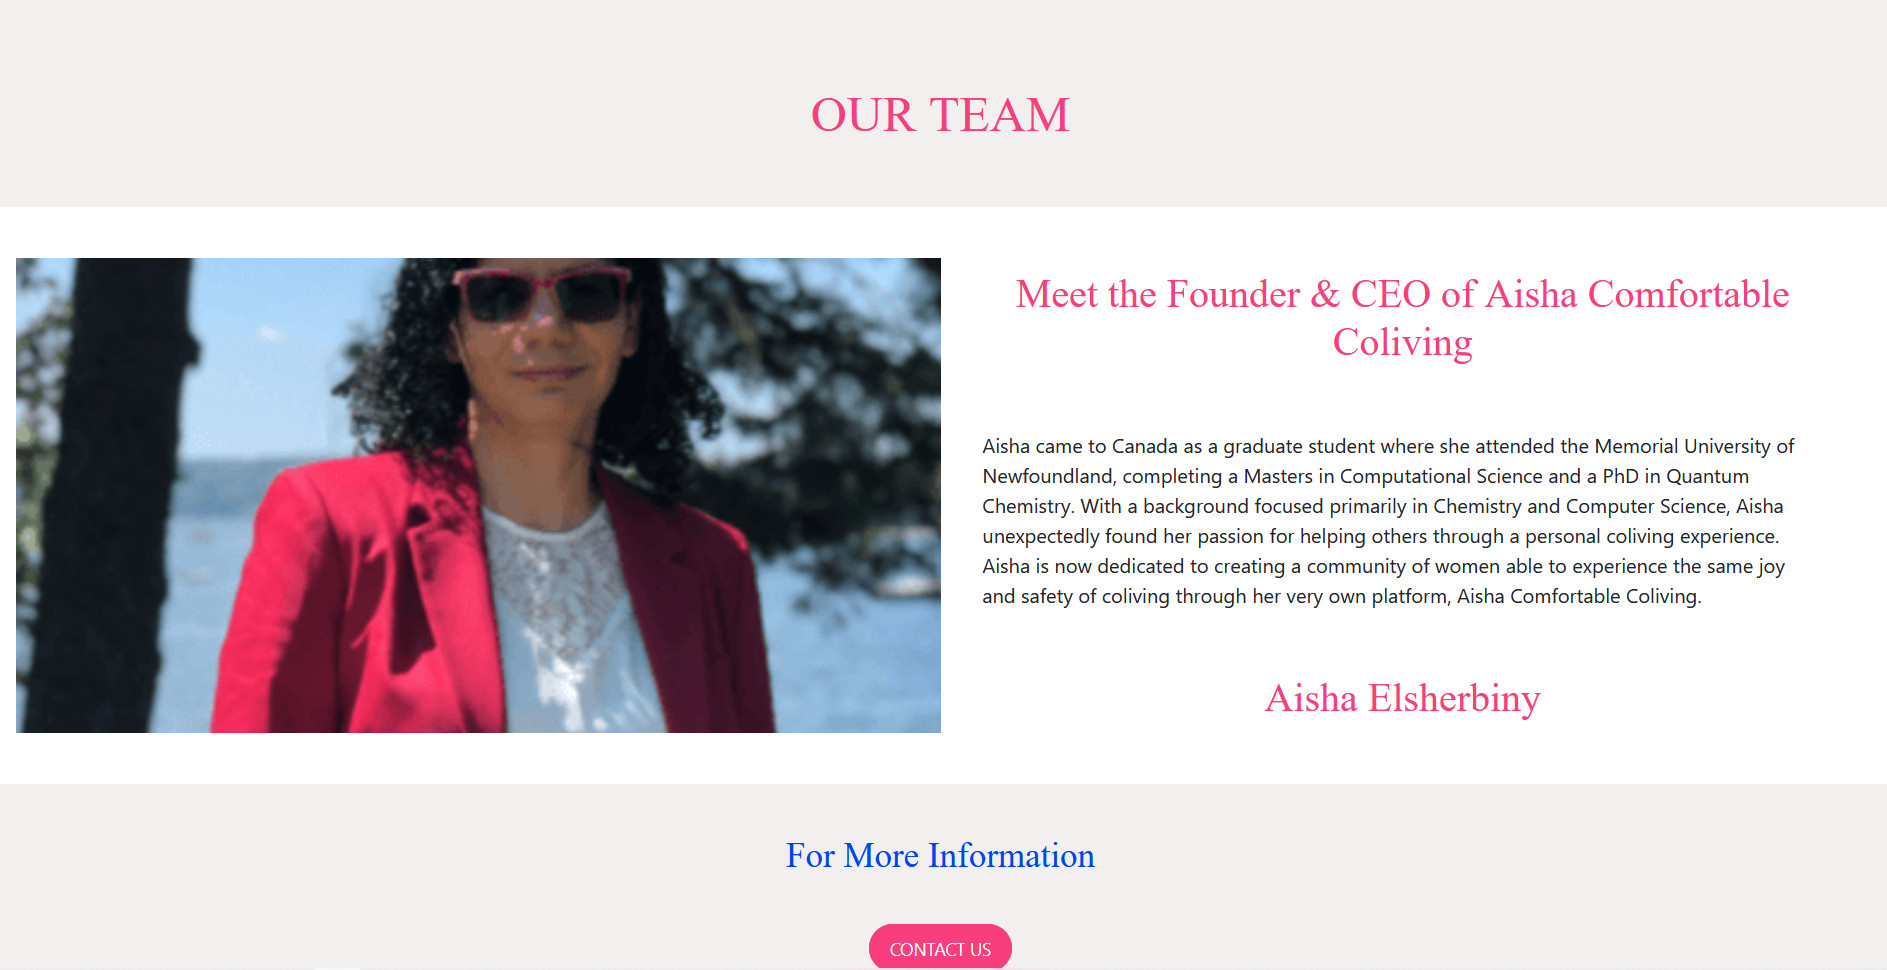 OUR TEAM
Meet the Founder & CEO of Aisha Comfortable
Coliving
Aisha came to Canada as a graduate student where she attended the Memorial University of
Newfoundland, completing a Masters in Computational Science and a PhD in Quantum
Chemistry. With a background focused primarily in Chemistry and Computer Science, Aisha
unexpectedly found her passion for helping others through a personal coliving experience.
Aisha is now dedicated to creating a community of women able to experience the same joy
and safety of coliving through her very own platform, Aisha Comfortable Coliving.
Aisha Elsherbiny
For More Information
CONTACT US